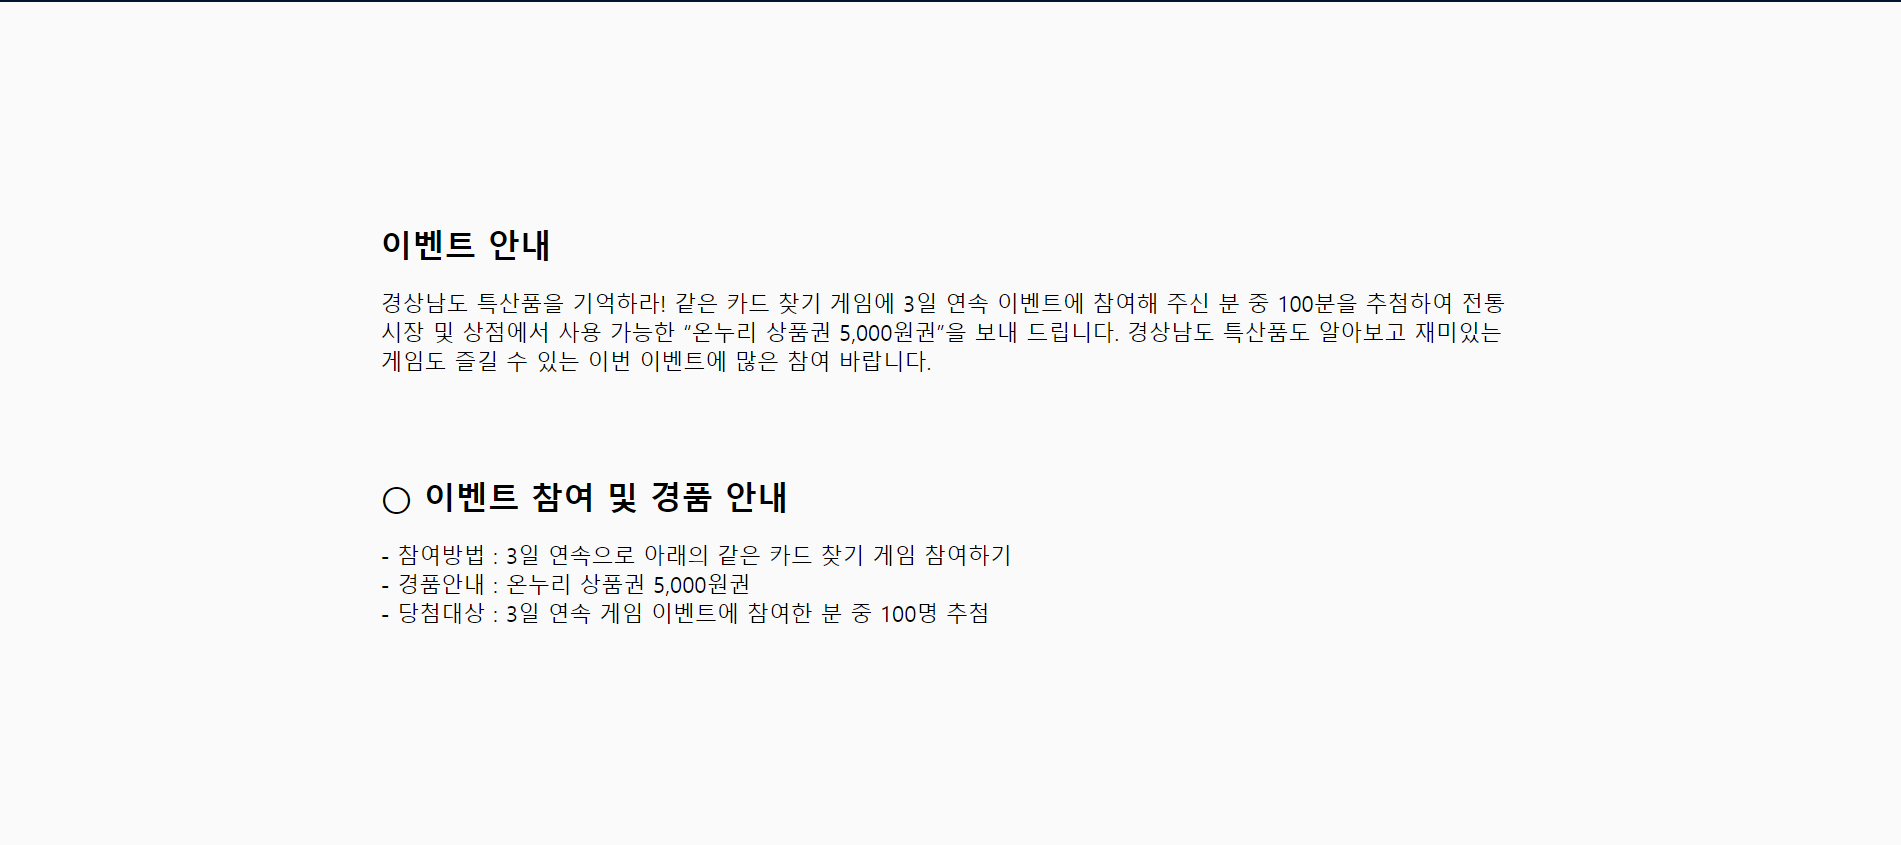 이벤트 안내
경상남도 특산품을 기억하라! 같은 카드 찾기 게임에 3일 연속 이벤트에 참여해 주신 분 중 100분을 추첨하여 전통
시장 및 상점에서 사용 가능한 “온누리 상품권 5,000원권”을 보내 드립니다. 경상남도 특산품도 알아보고 재미있는
게임도 즐길 수 있는 이번 이벤트에 많은 참여 바랍니다.
○ 이벤트 참여 및 경품 안내
- 참여방법 : 3일 연속으로 아래의 같은 카드 찾기 게임 참여하기
- 경품안내 : 온누리 상품권 5,000원권
- 당첨대상 : 3일 연속 게임 이벤트에 참여한 분 중 100명 추첨